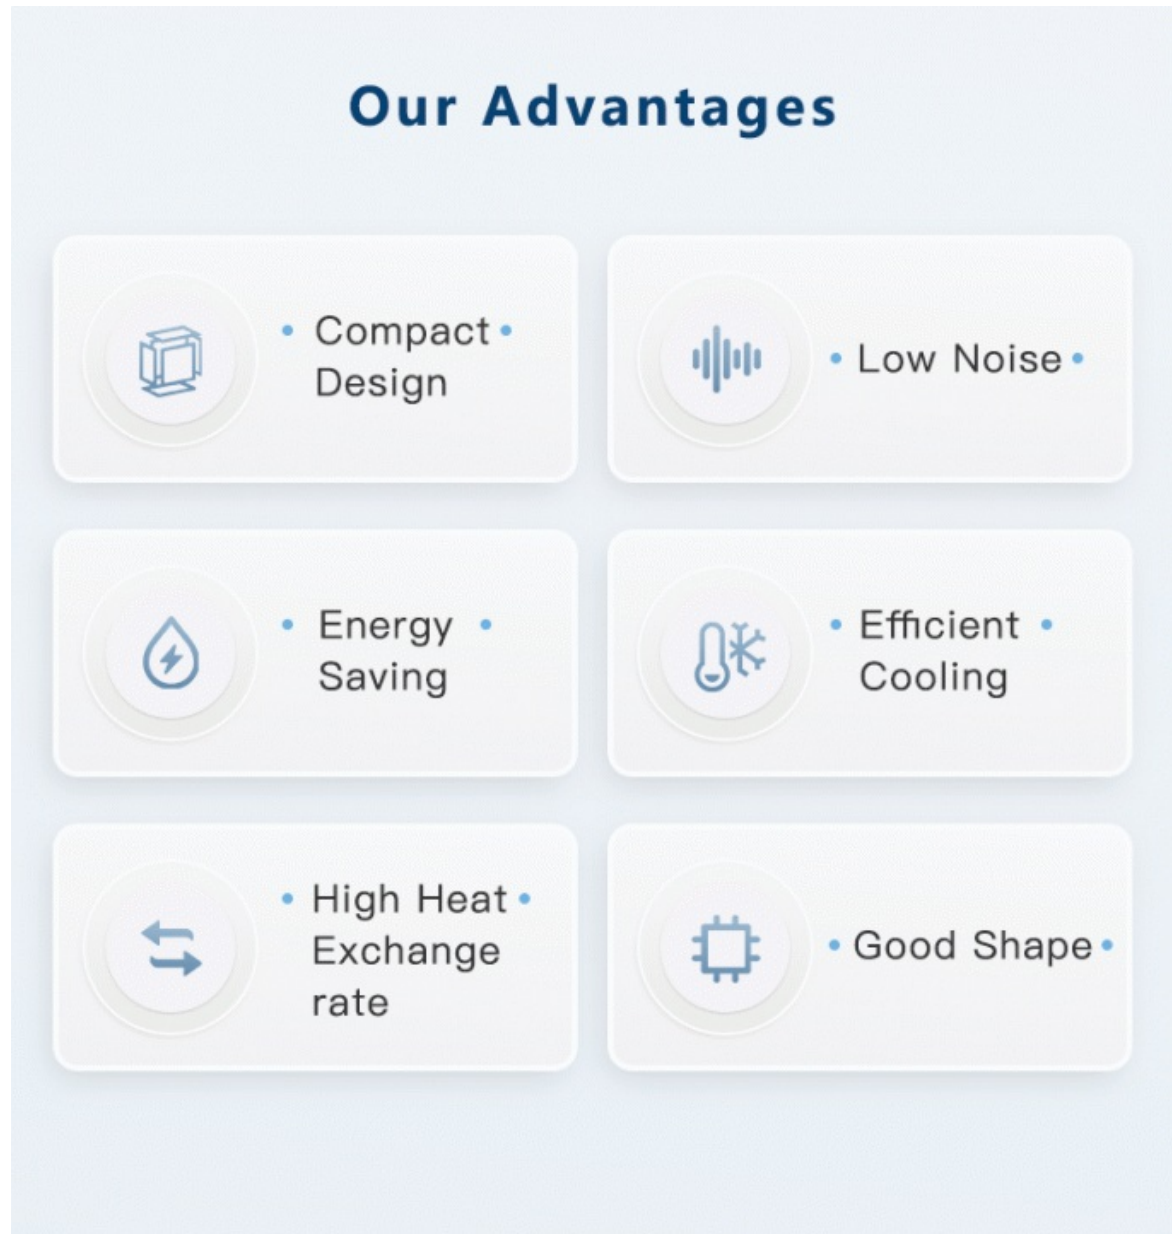 Our Advantages
• Compact •
Design
• Low Noise •
• Energy •
Saving
• Efficient •
Cooling
• High Heat •
Exchange
rate
• Good Shape •